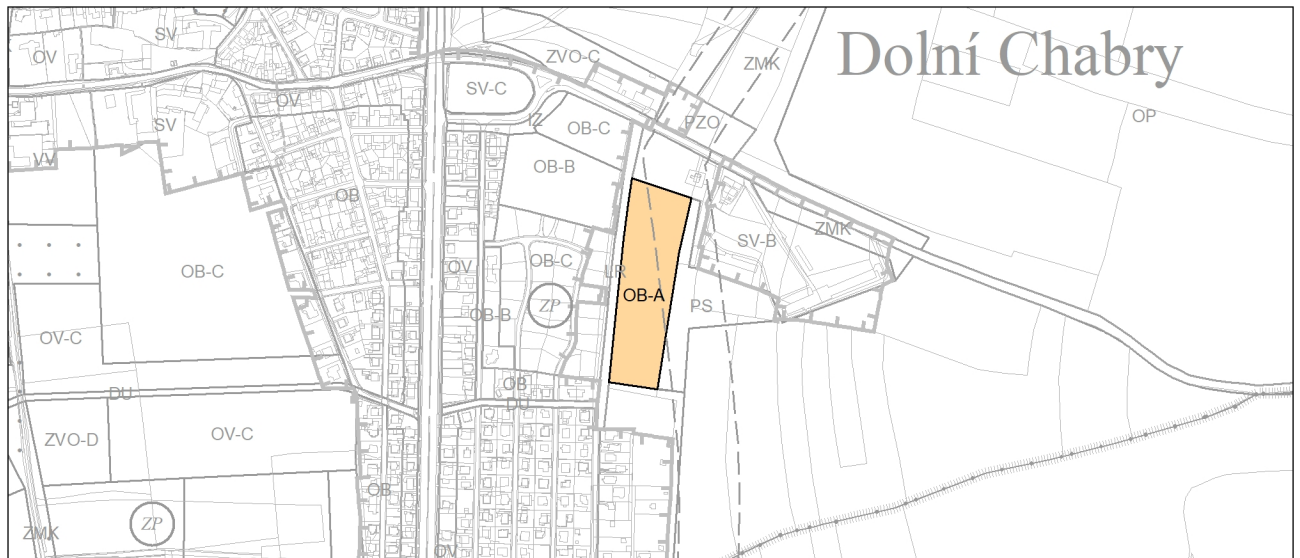 Dolní Chabry
SV
OV
ZVO-C
ZMK
SV-C
OV
IZ
OB-C
PZO
OP
SV
VV
OB-B
OB
SV-B
ZMK
OB-C
OV
OB-C
LR
OB-A
ZP
PS
OB-B
OV-C
OB
DU
DU
ZVO-D
OV-C
OB
ZP
ZMK
OV